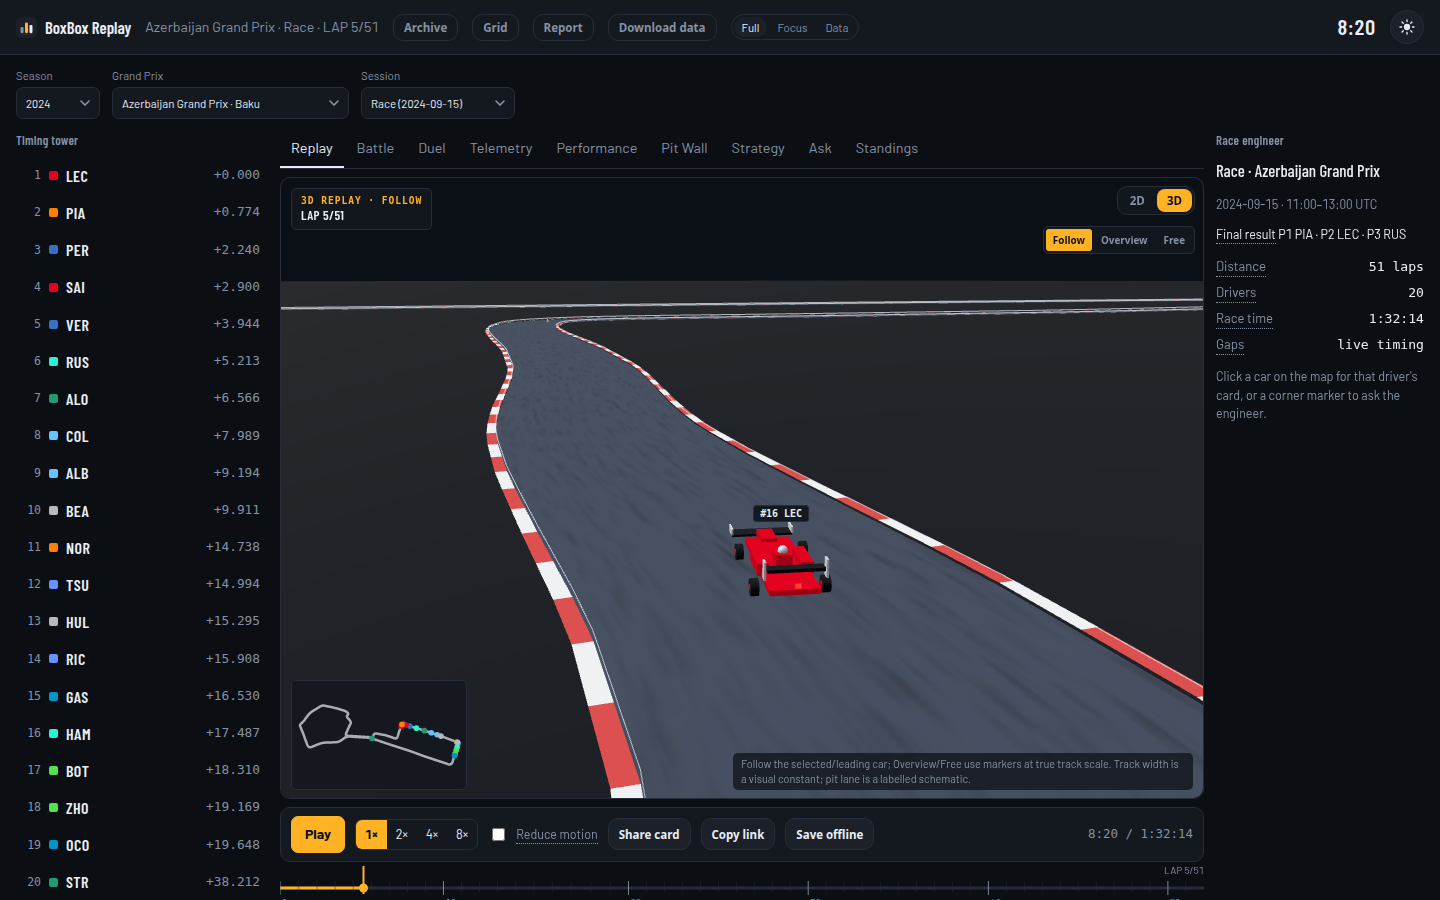 BoxBox Replay
Azerbaijan Grand Prix · Race · LAP 5/51
Archive
Grid
Report
Download data
Full
Focus
Data
8:20
Season
Grand Prix
Session
2024
Azerbaijan Grand Prix · Baku
Race (2024-09-15)
Timing tower
1 LEC +0.000
2 PIA +0.774
3 PER +2.240
4 SAI +2.900
5 VER +3.944
6 RUS +5.213
7 ALO +6.566
8 COL +7.989
9 ALB +9.194
10 BEA +9.911
11 NOR +14.738
12 TSU +14.994
13 HUL +15.295
14 RIC +15.908
15 GAS +16.530
16 HAM +17.487
17 BOT +18.310
18 ZHO +19.169
19 OCO +19.648
20 STR +38.212
Replay
Battle
Duel
Telemetry
Performance
Pit Wall
Strategy
Ask
Standings
3D REPLAY · FOLLOW
LAP 5/51
2D
3D
Follow
Overview
Free
#16 LEC
Follow the selected/leading car; Overview/Free use markers at true track scale. Track width is
a visual constant; pit lane is a labelled schematic.
Play
1×
2×
4×
8×
Reduce motion
Share card
Copy link
Save offline
8:20 / 1:32:14
LAP 5/51
Race engineer
Race · Azerbaijan Grand Prix
2024-09-15 · 11:00–13:00 UTC
Final result P1 PIA · P2 LEC · P3 RUS
Distance 51 laps
Drivers 20
Race time 1:32:14
Gaps live timing
Click a car on the map for that driver's
card, or a corner marker to ask the
engineer.